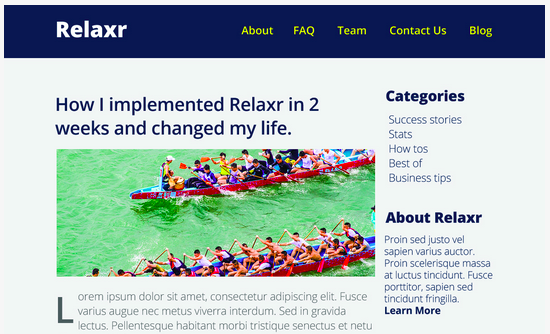 Relaxr
About FAQ Team Contact Us Blog
How I implemented Relaxr in 2
weeks and changed my life.
Lorem ipsum dolor sit amet, consectetur adipiscing elit. Fusce
varius augue nec metus viverra interdum. Sed in gravida
lectus. Pellentesque habitant morbi tristique senectus et netu
Categories
Success stories
Stats
How tos
Best of
Business tips
About Relaxr
Proin sed justo vel
sapien varius auctor.
Proin scelerisque massa
at luctus tincidunt. Fusce
porttitor, sapien sed
tincidunt fringilla.
Learn More